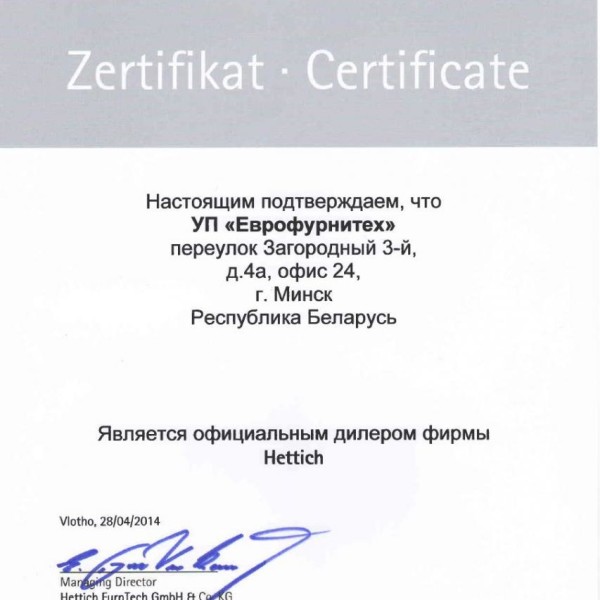 Zertifikat · Certificate
Настоящим подтверждаем, что
УП «Еврофурнитех»
переулок Загородный 3-й,
д.4а, офис 24,
г. Минск
Республика Беларусь
Является официальным дилером фирмы
Hettich
Vlotho, 28/04/2014
Managing Director
Hettich FurnTech GmbH & Co. KG